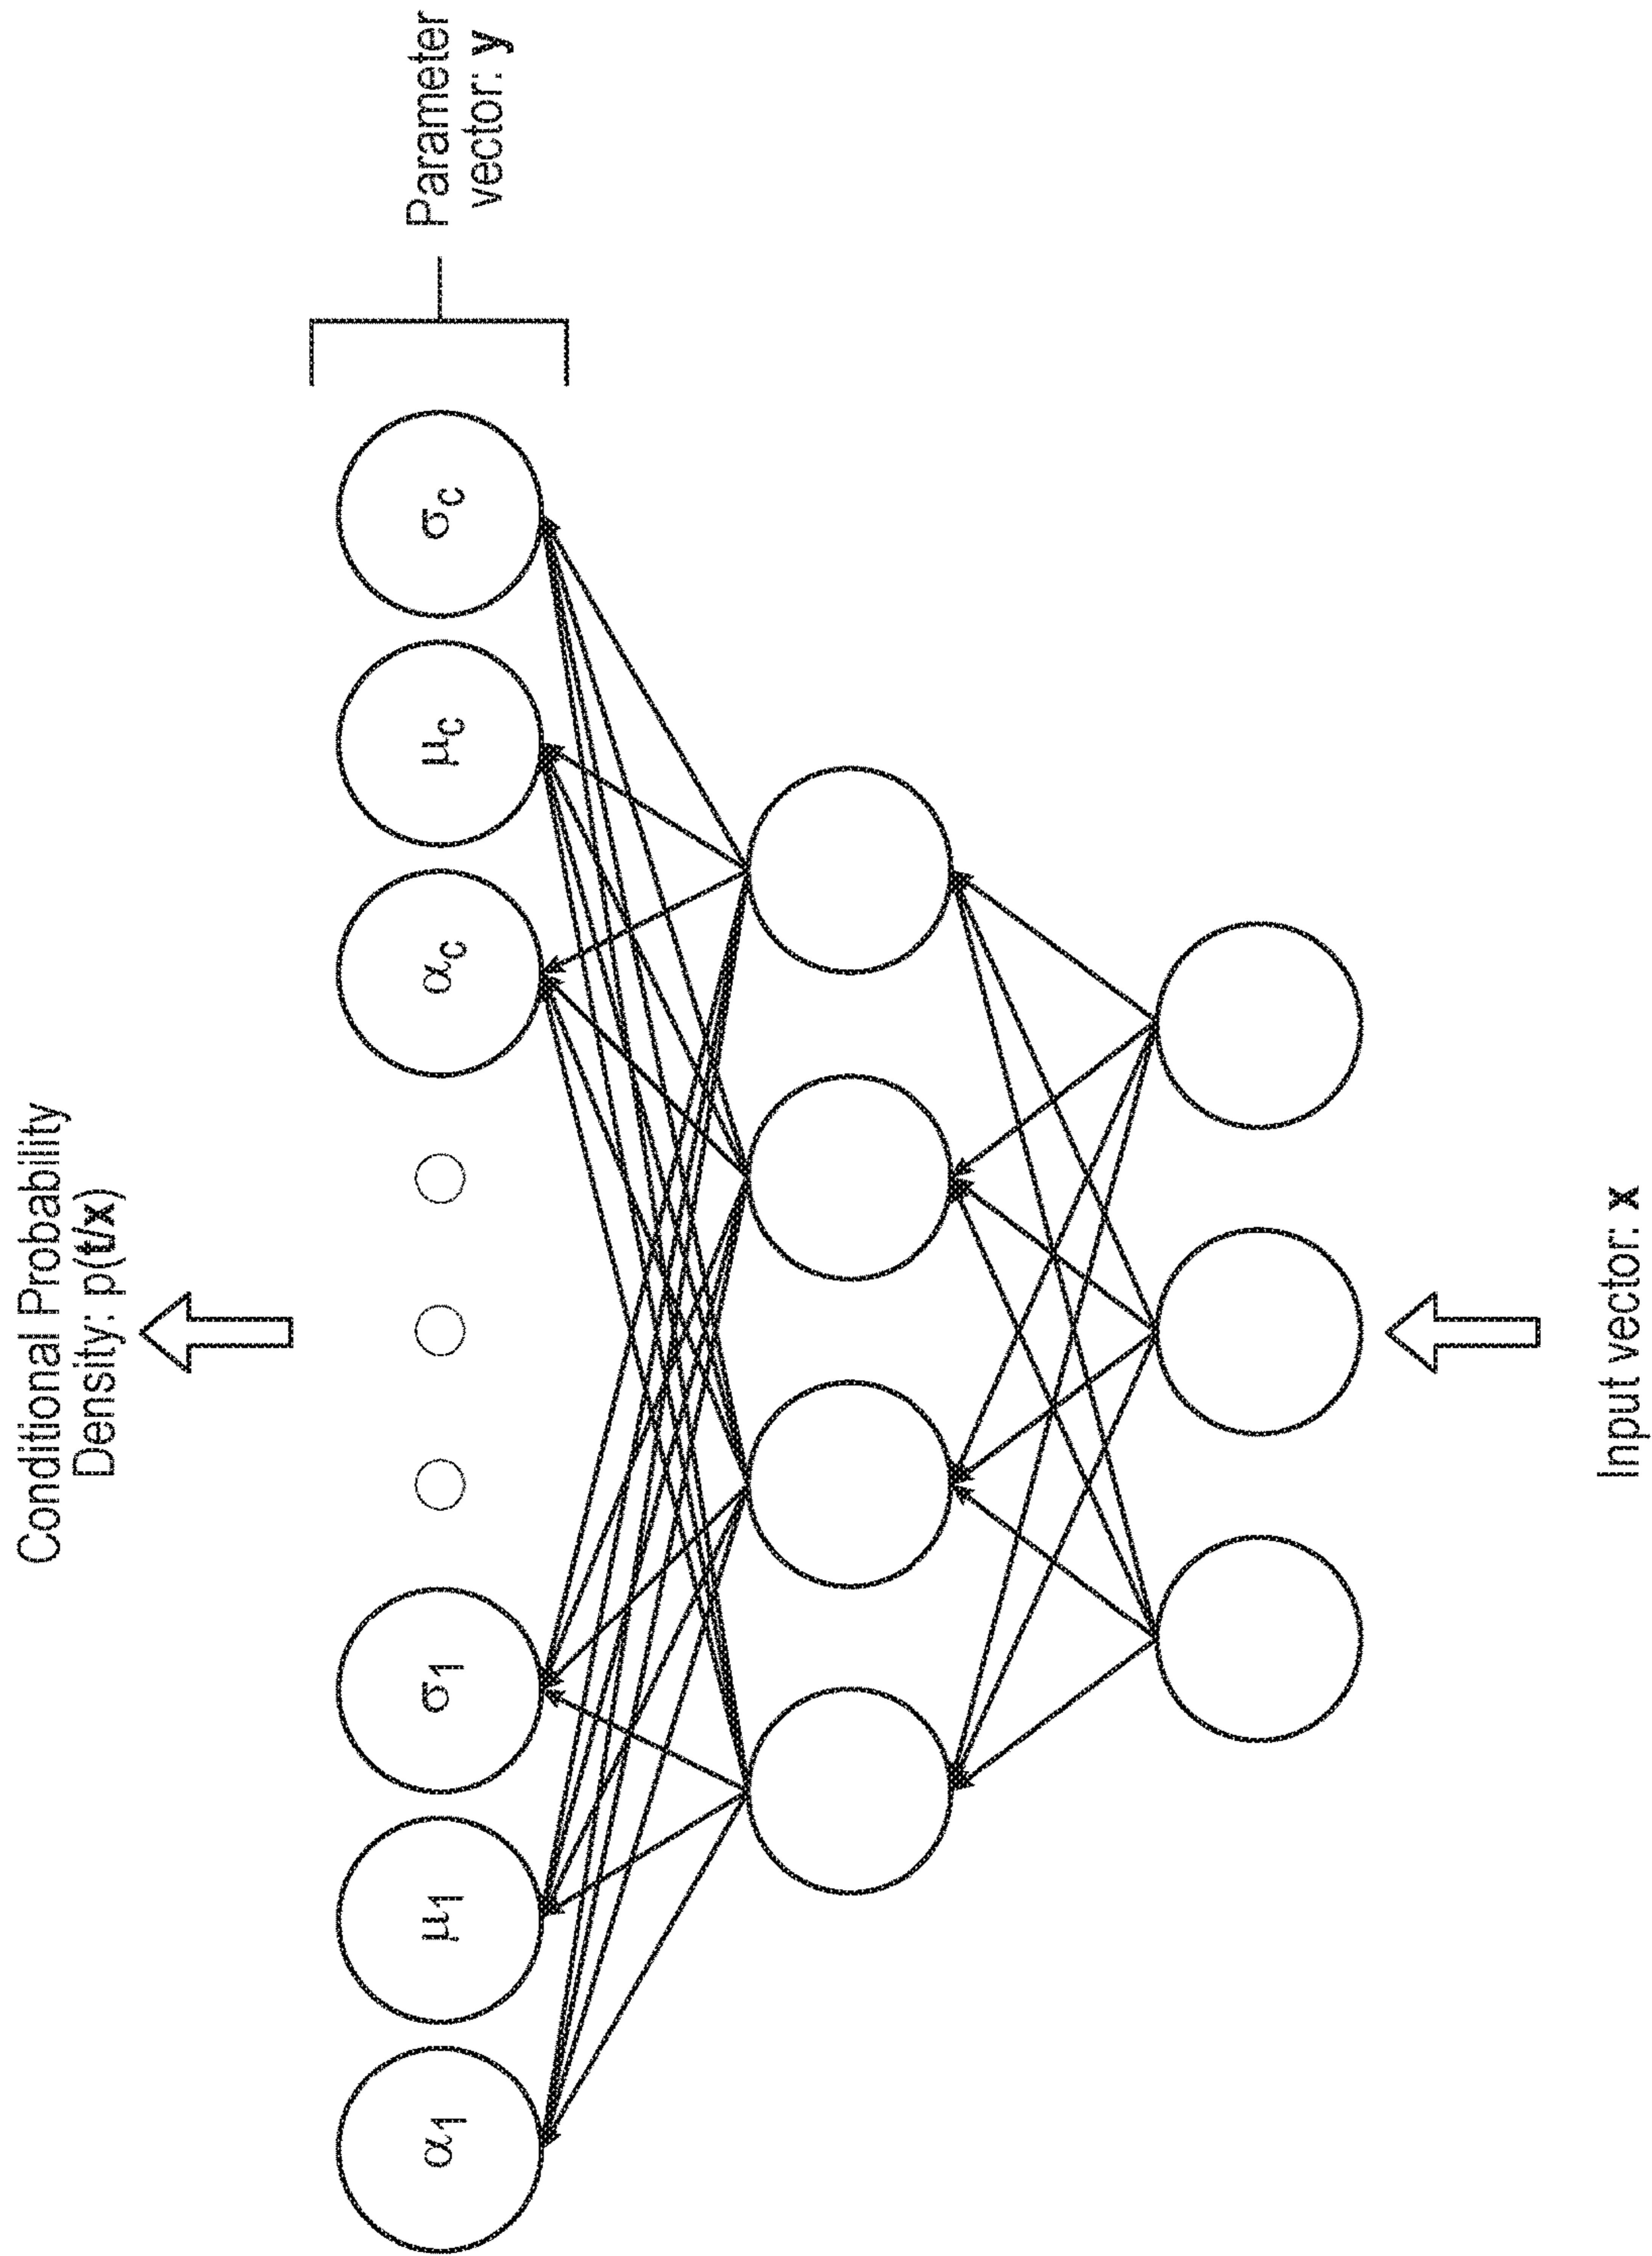 Conditional Probability
Density: p(t/x)
α1
μ1
σ1
αc
μc
σc
Parameter
vector: y
Input vector: x